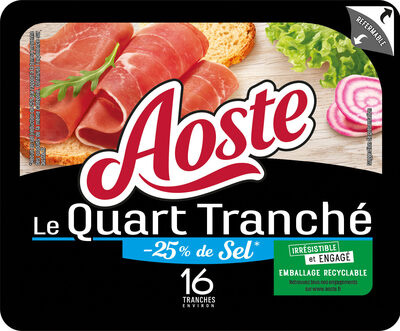 REFERMABLE
Aoste
Le Quart Tranché
-25% de Sel*
16
TRANCHES
ENVIRON
IRRÉSISTIBLE
et ENGAGÉ
EMBALLAGE RECYCLABLE
Retrouvez tous nos engagements
sur www.aoste.fr